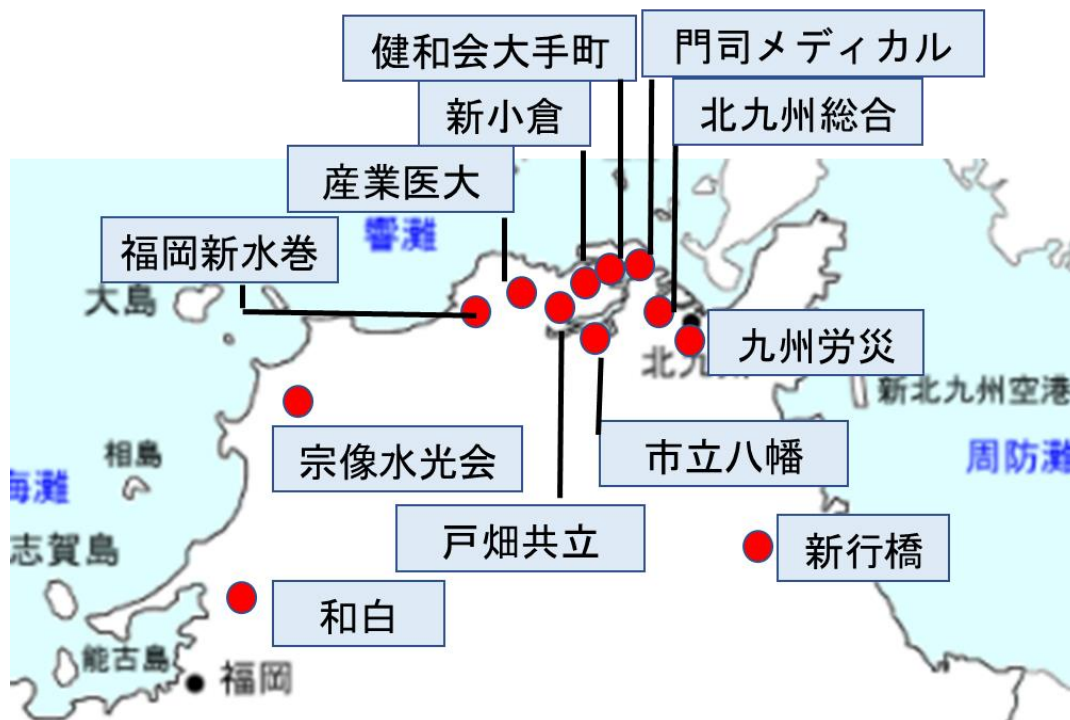 健和会大手町
門司メディカル
新小倉
北九州総合
産業医大
響灘
福岡新水巻
大島
北九
九州労災
新北九州空港
宗像水光会
市立八幡
相島
周防灘
海灘
戸畑共立
志賀島
新行橋
和白
能古島
福岡